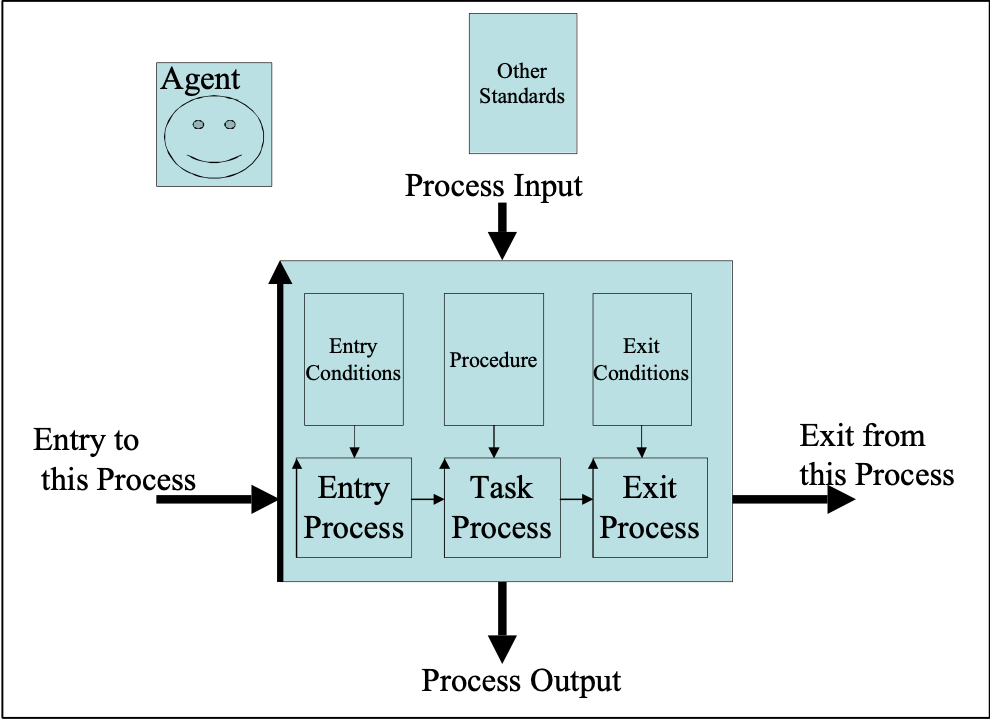 Agent
Other
Standards
Process Input
Entry
Conditions
Procedure
Exit
Conditions
Entry to
this Process
Entry
Process
Task
Process
Exit
Process
Exit from
this Process
Process Output